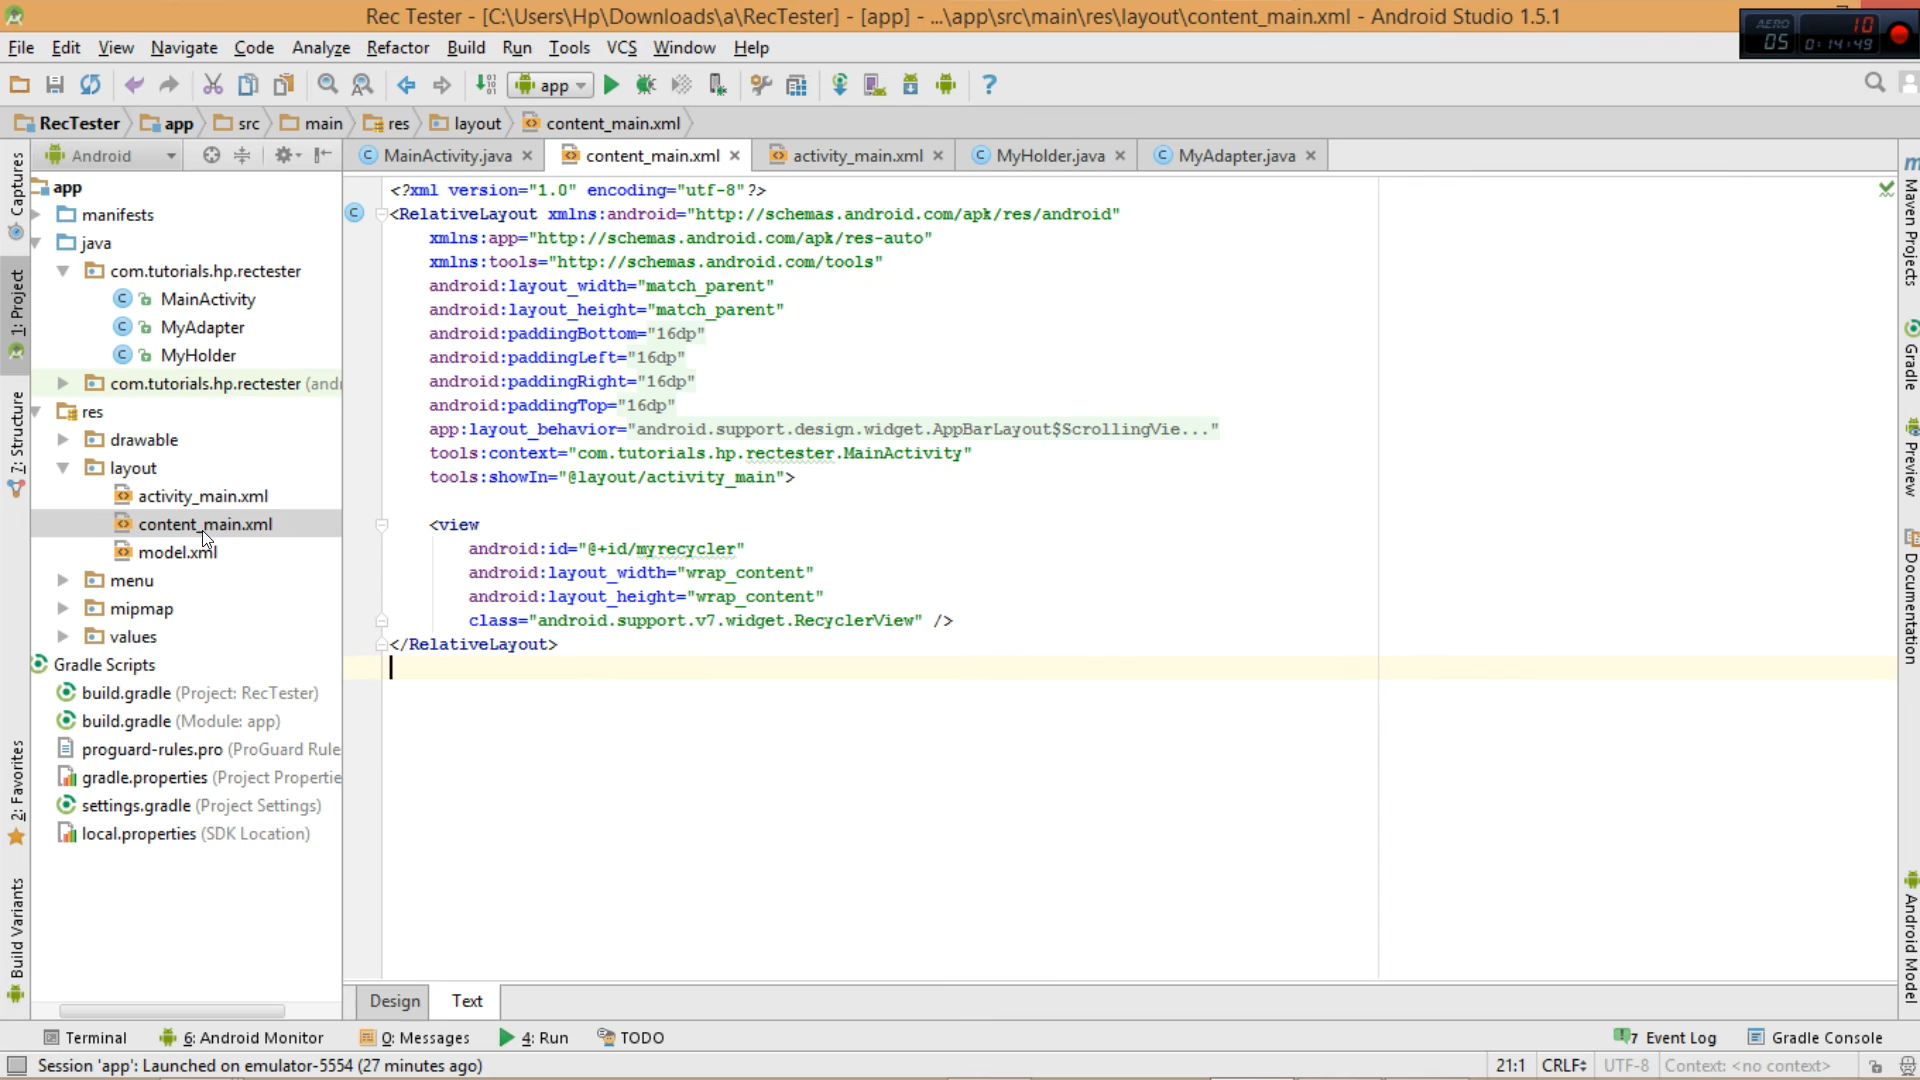 Rec Tester - [C:\Users\Hp\Downloads\a\RecTester] - [app] - ...\app\src\main\res\layout\content_main.xml - Android Studio 1.5.1
AERO 05 10 0:14:49
File Edit View Navigate Code Analyze Refactor Build Run Tools VCS Window Help
app
RecTester app src main res layout content_main.xml
Android
MainActivity.java content_main.xml activity_main.xml MyHolder.java MyAdapter.java
Captures
1: Project
7: Structure
2: Favorites
Build Variants
app
manifests
java
com.tutorials.hp.rectester
MainActivity
MyAdapter
MyHolder
com.tutorials.hp.rectester (andr
res
drawable
layout
activity_main.xml
content_main.xml
model.xml
menu
mipmap
values
Gradle Scripts
build.gradle (Project: RecTester)
build.gradle (Module: app)
proguard-rules.pro (ProGuard Rule
gradle.properties (Project Propertie
settings.gradle (Project Settings)
local.properties (SDK Location)
<?xml version="1.0" encoding="utf-8"?>
<RelativeLayout xmlns:android="http://schemas.android.com/apk/res/android"
xmlns:app="http://schemas.android.com/apk/res-auto"
xmlns:tools="http://schemas.android.com/tools"
android:layout_width="match_parent"
android:layout_height="match_parent"
android:paddingBottom="16dp"
android:paddingLeft="16dp"
android:paddingRight="16dp"
android:paddingTop="16dp"
app:layout_behavior="android.support.design.widget.AppBarLayout$ScrollingVie..."
tools:context="com.tutorials.hp.rectester.MainActivity"
tools:showIn="@layout/activity_main">
<view
android:id="@+id/myrecycler"
android:layout_width="wrap_content"
android:layout_height="wrap_content"
class="android.support.v7.widget.RecyclerView" />
</RelativeLayout>
Maven Projects
Gradle
Preview
Documentation
Android Model
Design Text
Terminal 6: Android Monitor 0: Messages 4: Run TODO 7 Event Log Gradle Console
Session 'app': Launched on emulator-5554 (27 minutes ago) 21:1 CRLF UTF-8 Context: <no context>